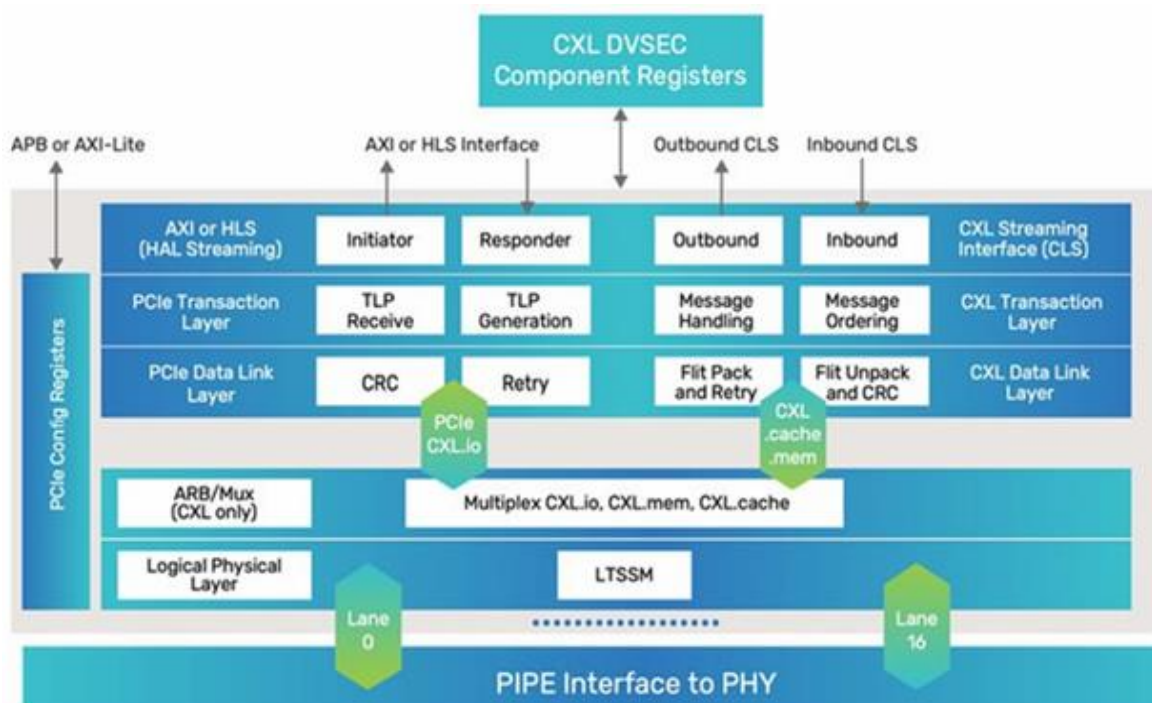 CXL DVSEC
Component Registers
APB or AXI-Lite
AXI or HLS Interface
Outbound CLS
Inbound CLS
AXI or HLS
(HAL Streaming)
Initiator
Responder
Outbound
Inbound
CXL Streaming
Interface (CLS)
PCIe Transaction
Layer
TLP
Receive
TLP
Generation
Message
Handling
Message
Ordering
CXL Transaction
Layer
PCIe Data Link
Layer
CRC
Retry
Flit Pack
and Retry
Flit Unpack
and CRC
CXL Data Link
Layer
PCIe
CXL.io
CXL
.cache
.mem
PCIe Config Registers
ARB/Mux
(CXL only)
Multiplex CXL.io, CXL.mem, CXL.cache
Logical Physical
Layer
LTSSM
Lane
0
Lane
16
PIPE Interface to PHY